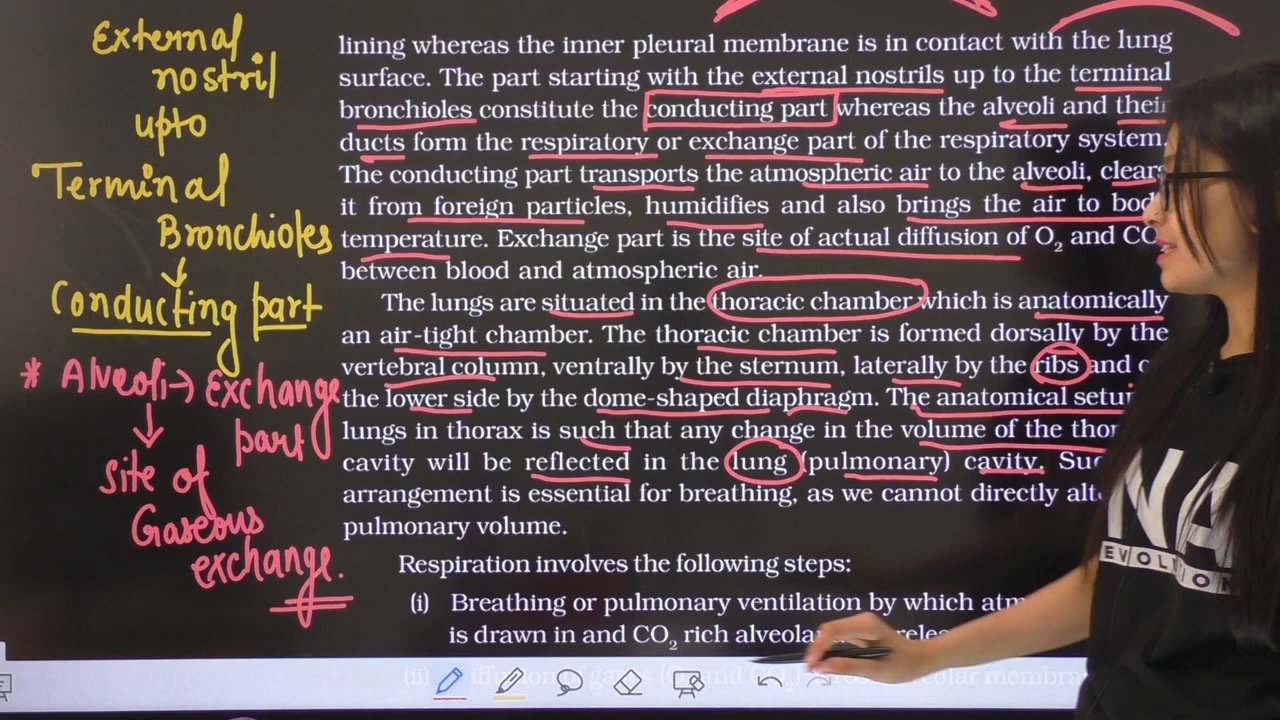 External
nostril
upto
Terminal
Bronchioles
Conducting part
* Alveoli→ Exchange
part
Site of
Gaseous
exchange.
lining whereas the inner pleural membrane is in contact with the lung
surface. The part starting with the external nostrils up to the terminal
bronchioles constitute the conducting part whereas the alveoli and their
ducts form the respiratory or exchange part of the respiratory system.
The conducting part transports the atmospheric air to the alveoli, clears
it from foreign particles, humidifies and also brings the air to body
temperature. Exchange part is the site of actual diffusion of O₂ and CO
between blood and atmospheric air.
The lungs are situated in the thoracic chamber which is anatomically
an air-tight chamber. The thoracic chamber is formed dorsally by the
vertebral column, ventrally by the sternum, laterally by the ribs and
the lower side by the dome-shaped diaphragm. The anatomical setup
lungs in thorax is such that any change in the volume of the
cavity will be reflected in the lung (pulmonary) cavity.
arrangement is essential for breathing, as we cannot directly
pulmonary volume.
Respiration involves the following steps:
(i) Breathing or pulmonary ventilation by which
is drawn in and CO₂ rich
(ii)
NA
EVOLUTION